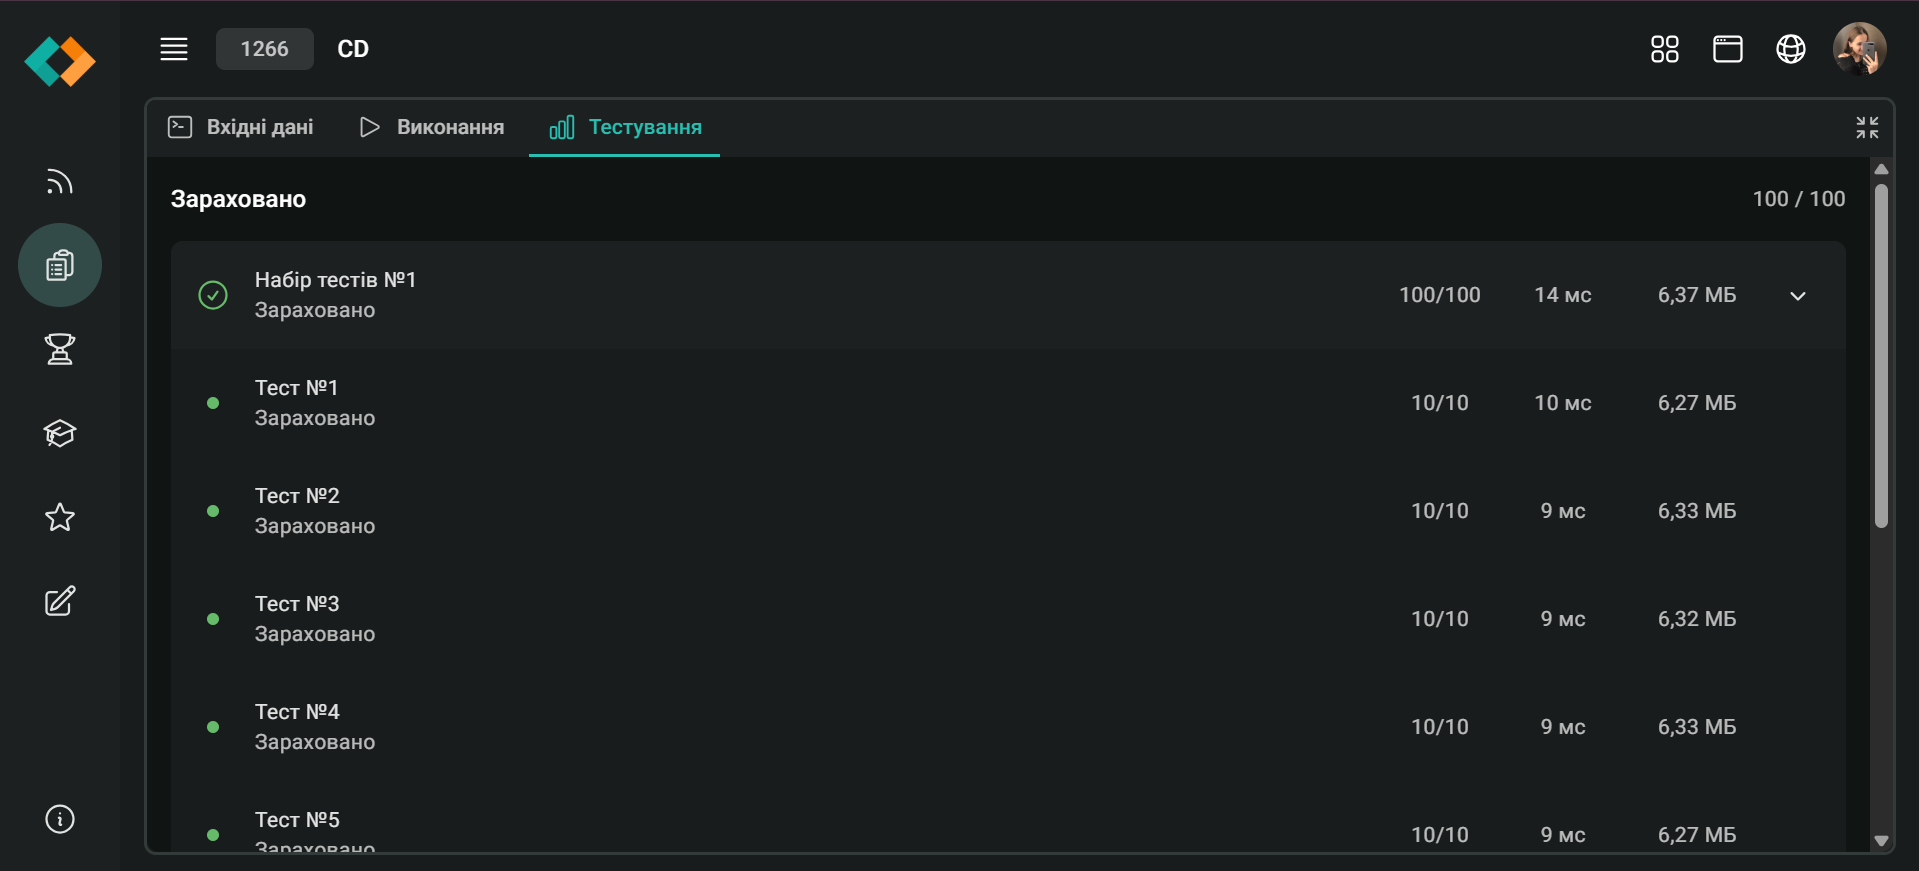 1266 CD
Вхідні дані Виконання Тестування
Зараховано 100 / 100
Набір тестів №1
Зараховано
100/100 14 мс 6,37 МБ
Тест №1
Зараховано
10/10 10 мс 6,27 МБ
Тест №2
Зараховано
10/10 9 мс 6,33 МБ
Тест №3
Зараховано
10/10 9 мс 6,32 МБ
Тест №4
Зараховано
10/10 9 мс 6,33 МБ
Тест №5
Зараховано
10/10 9 мс 6,27 МБ